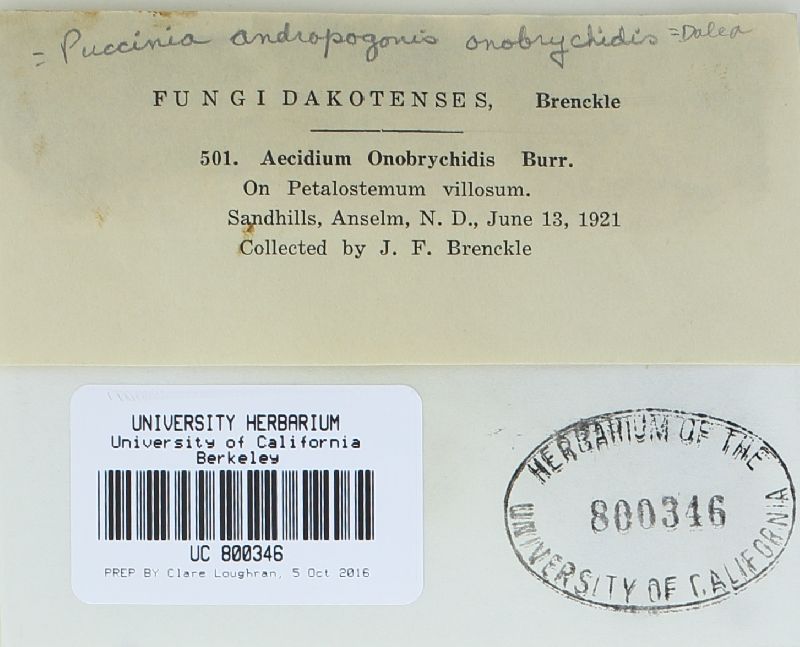 = Puccinia andropogonis onobrychidis = Dalea
FUNGI DAKOTENSES, Brenckle
501. Aecidium Onobrychidis Burr.
On Petalostemum villosum.
Sandhills, Anselm, N. D., June 13, 1921
Collected by J. F. Brenckle
UNIVERSITY HERBARIUM
University of California
Berkeley
UC 800346
PREP BY Clare Loughran, 5 Oct 2016
HERBARIUM OF THE
800346
UNIVERSITY OF CALIFORNIA